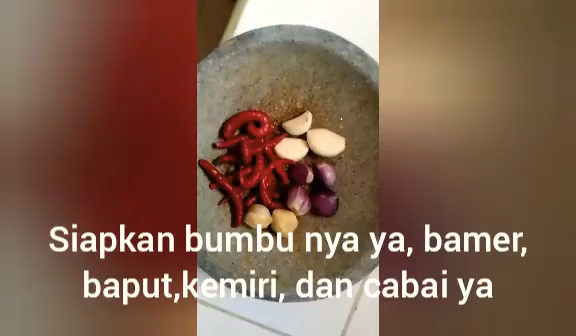 Siapkan bumbu nya ya, bamer,
baput,kemiri, dan cabai ya